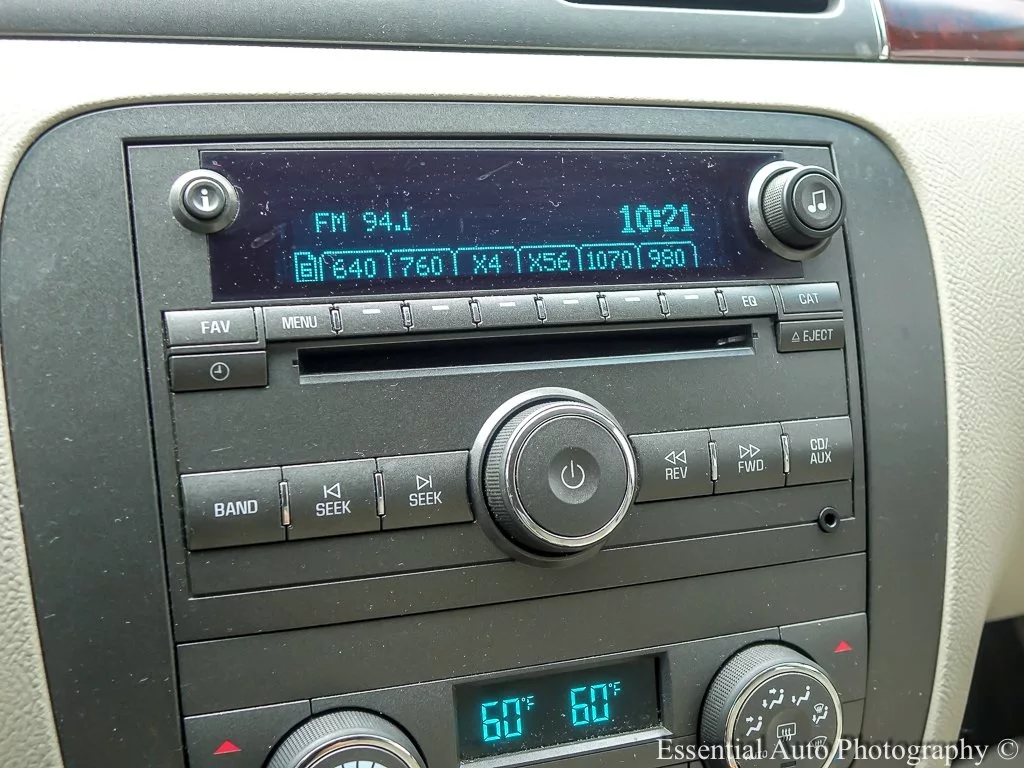 i
FM 94.1 10:21
6 640 760 X4 X56 1070 980
FAV MENU EQ CAT
EJECT
BAND SEEK SEEK REV FWD CD/
AUX
60°F 60°F
Essential Auto Photography ©